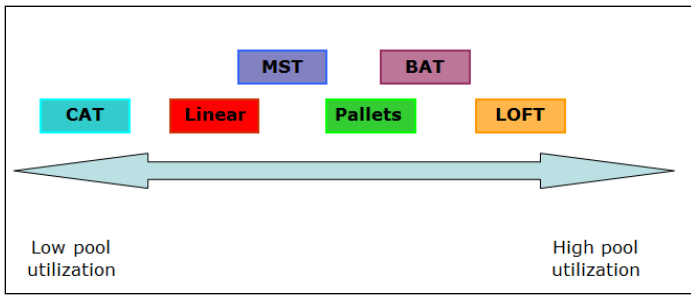 MST BAT
CAT Linear Pallets LOFT
Low pool High pool
utilization utilization